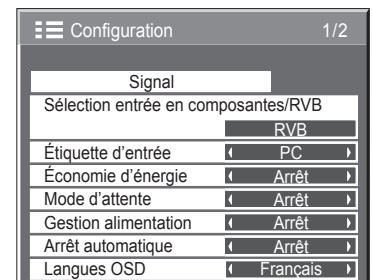 Configuration 1/2
Signal
Sélection entrée en composantes/RVB
RVB
Étiquette d'entrée PC
Économie d'énergie Arrêt
Mode d'attente Arrêt
Gestion alimentation Arrêt
Arrêt automatique Arrêt
Langues OSD Français